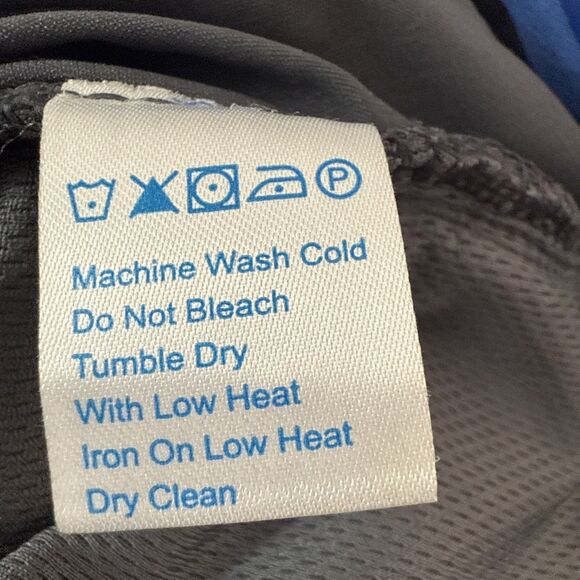 P
Machine Wash Cold
Do Not Bleach
Tumble Dry
With Low Heat
Iron On Low Heat
Dry Clean